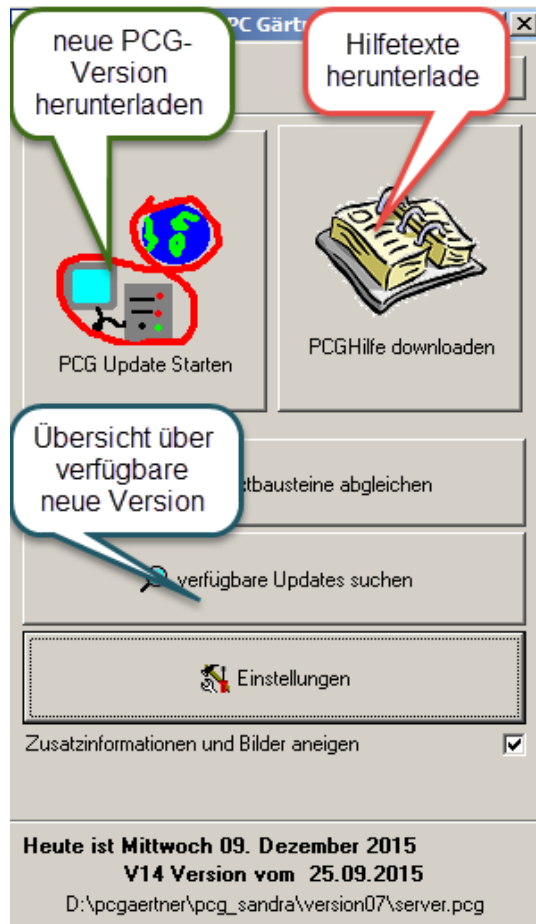 PC Gärt
neue PCG-
Version
herunterladen
Hilfetexte
herunterlade
PCG Update Starten
PCGHilfe downloaden
Übersicht über
verfügbare
neue Version
tbausteine abgleichen
verfügbare Updates suchen
Einstellungen
Zusatzinformationen und Bilder aneigen
Heute ist Mittwoch 09. Dezember 2015
V14 Version vom 25.09.2015
D:\pcgaertner\pcg_sandra\version07\server.pcg